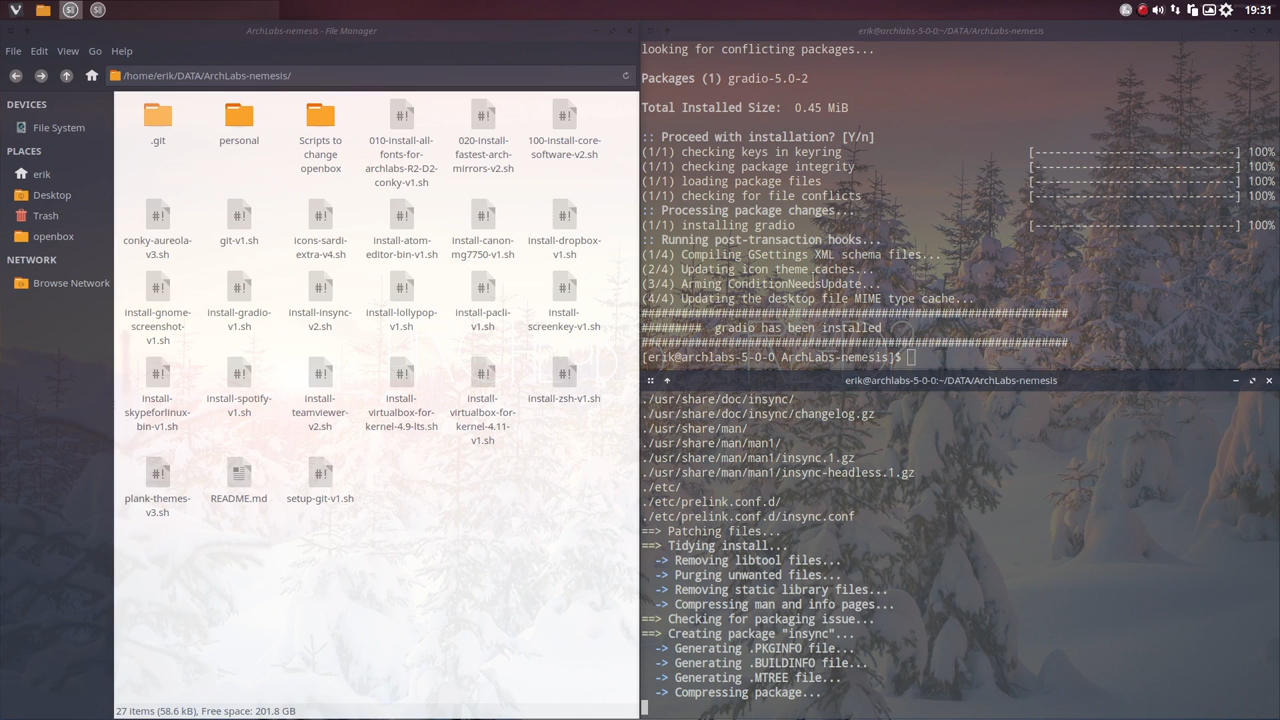 19:31
ArchLabs-nemesis - File Manager
File Edit View Go Help
/home/erik/DATA/ArchLabs-nemesis/
DEVICES
File System
PLACES
erik
Desktop
Trash
openbox
NETWORK
Browse Network
.git
personal
Scripts to
change
openbox
010-install-all-
fonts-for-
archlabs-R2-D2-
conky-v1.sh
020-install-
fastest-arch-
mirrors-v2.sh
100-install-core-
software-v2.sh
conky-aureola-
v3.sh
git-v1.sh
icons-sardi-
extra-v4.sh
install-atom-
editor-bin-v1.sh
install-canon-
mg7750-v1.sh
install-dropbox-
v1.sh
install-gnome-
screenshot-
v1.sh
install-gradio-
v1.sh
install-insync-
v2.sh
install-lollypop-
v1.sh
install-pacli-
v1.sh
install-
screenkey-v1.sh
install-
skypeforlinux-
bin-v1.sh
install-spotify-
v1.sh
install-
teamviewer-
v2.sh
install-
virtualbox-for-
kernel-4.9-lts.sh
install-
virtualbox-for-
kernel-4.11-
v1.sh
install-zsh-v1.sh
plank-themes-
v3.sh
README.md
setup-git-v1.sh
27 items (58.6 kB), Free space: 201.8 GB
erik@archlabs-5-0-0:~/DATA/ArchLabs-nemesis
looking for conflicting packages...
Packages (1) gradio-5.0-2
Total Installed Size:  0.45 MiB
:: Proceed with installation? [Y/n]
(1/1) checking keys in keyring [------------------------------] 100%
(1/1) checking package integrity [------------------------------] 100%
(1/1) loading package files [------------------------------] 100%
(1/1) checking for file conflicts [------------------------------] 100%
:: Processing package changes...
(1/1) installing gradio [------------------------------] 100%
:: Running post-transaction hooks...
(1/4) Compiling GSettings XML schema files...
(2/4) Updating icon theme caches...
(3/4) Arming ConditionNeedsUpdate...
(4/4) Updating the desktop file MIME type cache...
################################################################
#########  gradio has been installed
################################################################
[erik@archlabs-5-0-0 ArchLabs-nemesis]$
erik@archlabs-5-0-0:~/DATA/ArchLabs-nemesis
./usr/share/doc/insync/
./usr/share/doc/insync/changelog.gz
./usr/share/man/
./usr/share/man/man1/
./usr/share/man/man1/insync.1.gz
./usr/share/man/man1/insync-headless.1.gz
./etc/
./etc/prelink.conf.d/
./etc/prelink.conf.d/insync.conf
==> Patching files...
==> Tidying install...
-> Removing libtool files...
-> Purging unwanted files...
-> Removing static library files...
-> Compressing man and info pages...
==> Checking for packaging issue...
==> Creating package "insync"...
-> Generating .PKGINFO file...
-> Generating .BUILDINFO file...
-> Generating .MTREE file...
-> Compressing package...